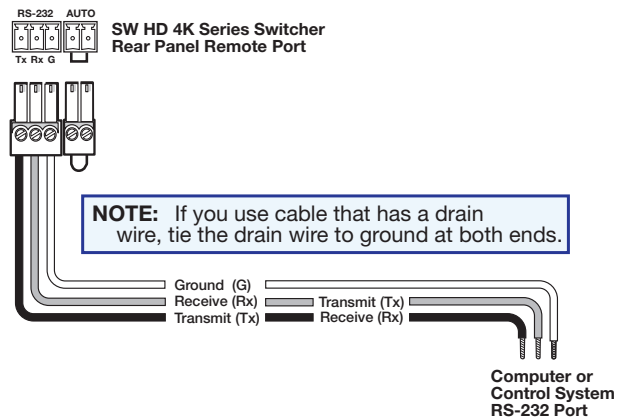 RS-232 AUTO
Tx Rx G
SW HD 4K Series Switcher
Rear Panel Remote Port
NOTE: If you use cable that has a drain
wire, tie the drain wire to ground at both ends.
Ground (G)
Receive (Rx) Transmit (Tx)
Transmit (Tx) Receive (Rx)
Computer or
Control System
RS-232 Port